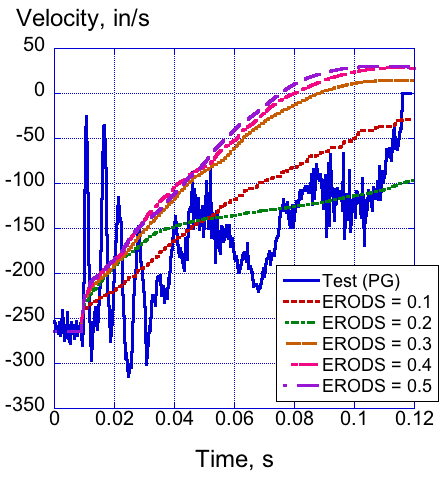 Velocity, in/s
50
0
-50
-100
-150
-200
-250
-300
-350
0 0.02 0.04 0.06 0.08 0.1 0.12
Time, s
Test (PG)
ERODS = 0.1
ERODS = 0.2
ERODS = 0.3
ERODS = 0.4
ERODS = 0.5